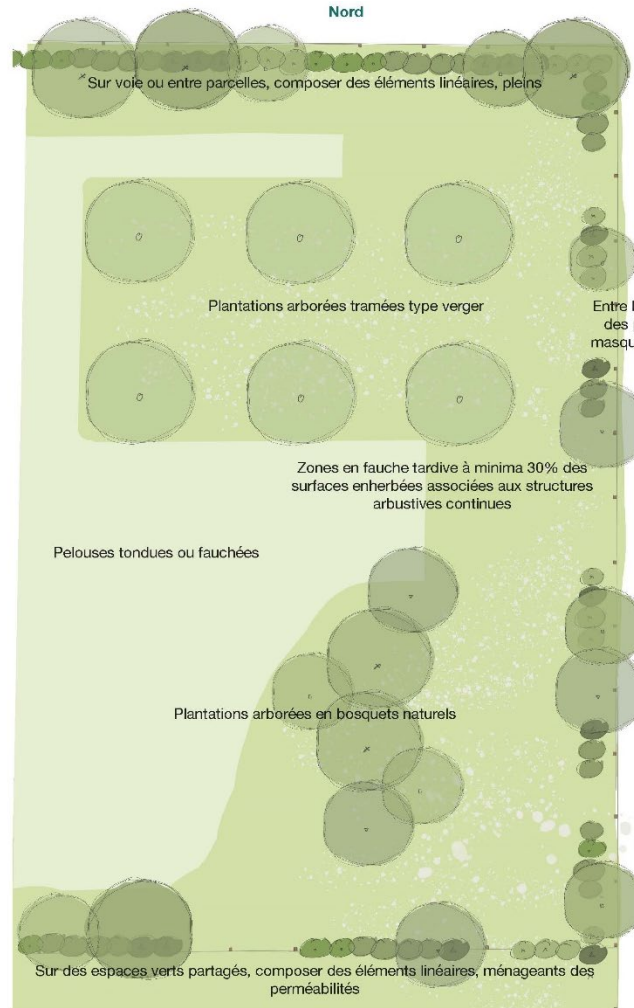 Nord
Sur voie ou entre parcelles, composer des éléments linéaires, pleins
Plantations arborées tramées type verger
Entre
des
masqu
Zones en fauche tardive à minima 30% des
surfaces enherbées associées aux structures
arbustives continues
Pelouses tondues ou fauchées
Plantations arborées en bosquets naturels
Sur des espaces verts partagés, composer des éléments linéaires, ménageants des
perméabilités